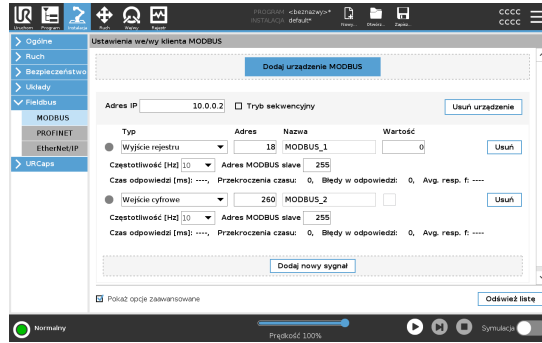 Uruchom Program Instalacja Ruch We/wy Rejestr
PROGRAM <beznazwy>*
INSTALACJA default*
Nowy... Otwórz... Zapisz...
CCCC
CCCC
Ogólne
Ruch
Bezpieczeństwo
Układy
Fieldbus
MODBUS
PROFINET
EtherNet/IP
URCaps
Ustawienia we/wy klienta MODBUS
Dodaj urządzenie MODBUS
Adres IP 10.0.0.2 Tryb sekwencyjny Usuń urządzenie
Typ Adres Nazwa Wartość
Wyjście rejestru 18 MODBUS_1 0 Usuń
Częstotliwość [Hz] 10 Adres MODBUS slave 255
Czas odpowiedzi [ms]: ----, Przekroczenia czasu: 0, Błędy w odpowiedzi: 0, Avg. resp. f: ----
Wejście cyfrowe 260 MODBUS_2 Usuń
Częstotliwość [Hz] 10 Adres MODBUS slave 255
Czas odpowiedzi [ms]: ----, Przekroczenia czasu: 0, Błędy w odpowiedzi: 0, Avg. resp. f: ----
Dodaj nowy sygnał
Pokaż opcje zaawansowane Odśwież listę
Normalny
Prędkość 100%
Symulacja